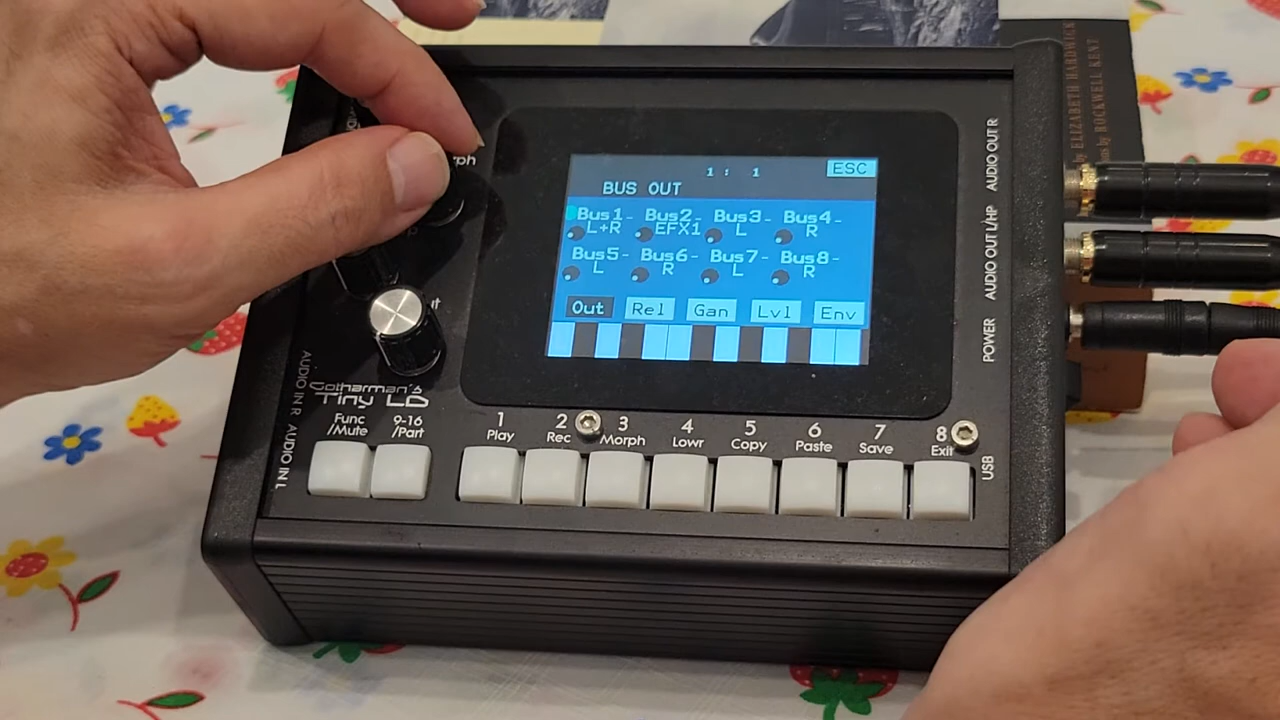 by ELIZABETH HARDWICK
ROCKWELL KENT
1: 1
ESC
BUS OUT
Bus1- Bus2- Bus3- Bus4-
L+R EFX1 L R
Bus5- Bus6- Bus7- Bus8-
L R L R
Out Rel Gan Lvl Env
AUDIO OUT R
AUDIO OUT L/HP
POWER
USB
AUDIO IN R
AUDIO IN L
Gotharman's
Tiny LD
Func
/Mute
9-16
/Part
1
Play
2
Rec
3
Morph
4
Lowr
5
Copy
6
Paste
7
Save
8
Exit